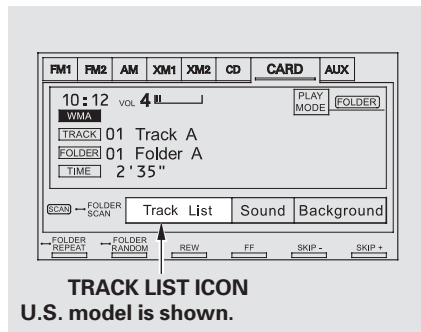 FM1 FM2 AM XM1 XM2 CD CARD AUX
10:12 VOL 4
PLAY MODE FOLDER
WMA
TRACK 01 Track A
FOLDER 01 Folder A
TIME 2'35"
SCAN FOLDER SCAN Track List Sound Background
FOLDER REPEAT FOLDER RANDOM REW FF SKIP - SKIP +
TRACK LIST ICON
U.S. model is shown.